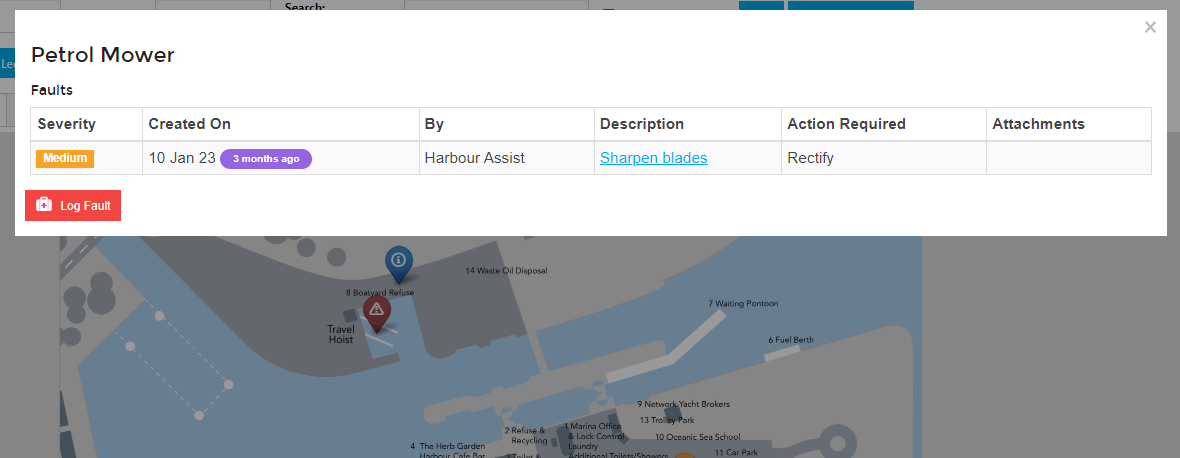 Search:
×
Petrol Mower
Faults
Severity Created On By Description Action Required Attachments
Medium 10 Jan 23 3 months ago Harbour Assist Sharpen blades Rectify
Log Fault
14 Waste Oil Disposal
8 Boatyard Refuse
7 Waiting Pontoon
Travel
Hoist
6 Fuel Berth
9 Network Yacht Brokers
13 Trolley Park
2 Refuse &
Recycling
1 Marina Office
& Lock Control
Laundry
Additional Toilets/Showers
10 Oceanic Sea School
4 The Herb Garden
Harbour Cafe Bar
3 Toilet &
11 Car Park